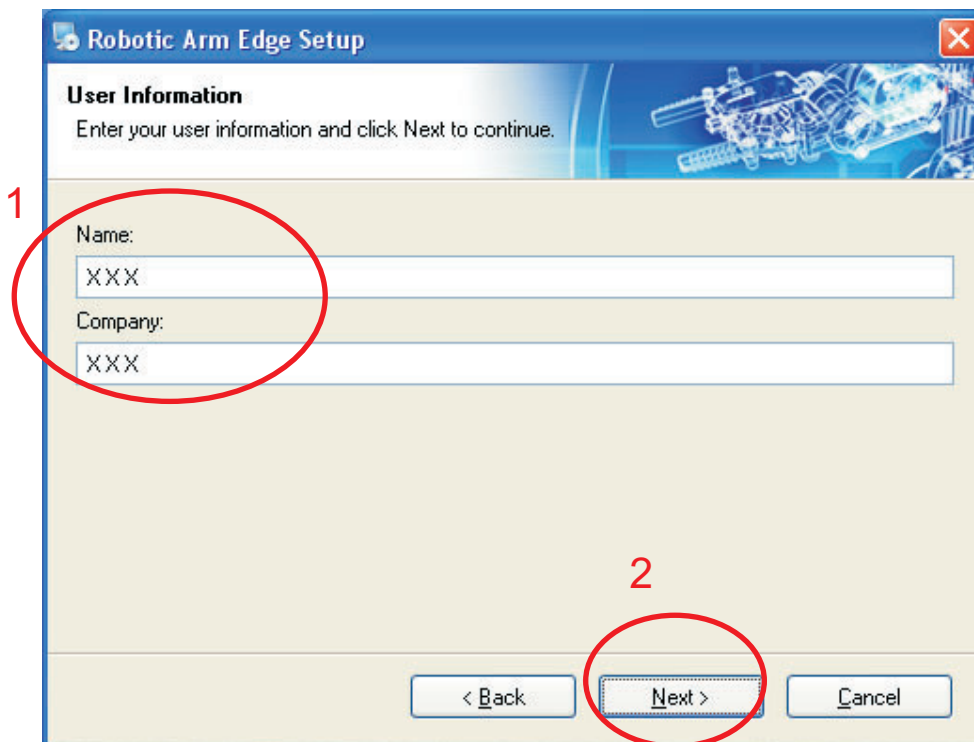 Robotic Arm Edge Setup
User Information
Enter your user information and click Next to continue.
1
Name:
XXX
Company:
XXX
2
< Back
Next >
Cancel